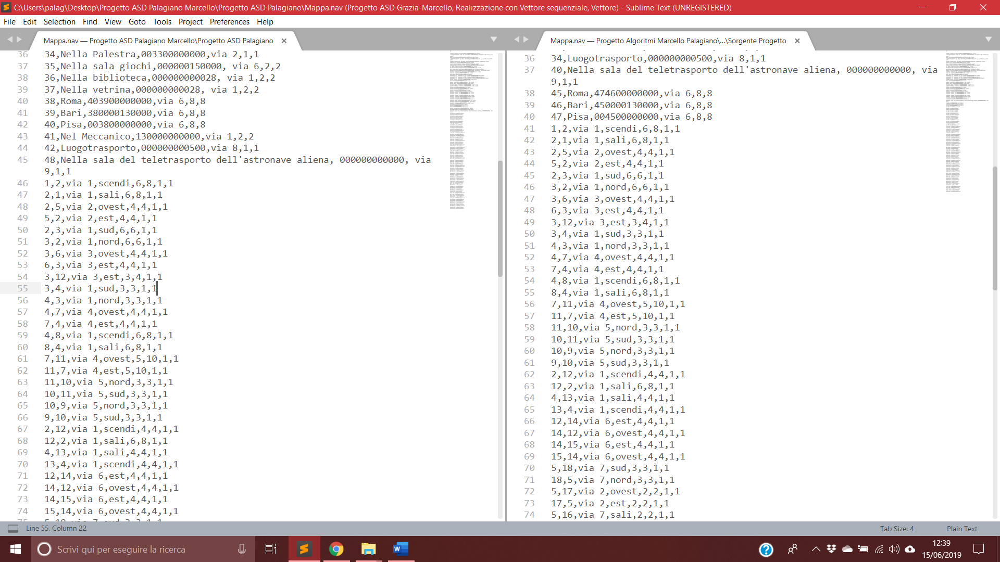 C:\Users\palag\Desktop\Progetto ASD Palagiano Marcello\Progetto ASD Palagiano\Mappa.nav (Progetto ASD Grazia-Marcello, Realizzazione con Vettore sequenziale, Vettore) - Sublime Text (UNREGISTERED)
File Edit Selection Find View Goto Tools Project Preferences Help
Mappa.nav — Progetto ASD Palagiano Marcello\Progetto ASD Palagiano
36 34,Nella Palestra,003300000000,via 2,1,1
37 35,Nella sala giochi,000000150000, via 6,2,2
38 36,Nella biblioteca,000000000028, via 1,2,2
39 37,Nella vetrina,000000000028, via 1,2,2
40 38,Roma,403900000000,via 6,8,8
41 39,Bari,380000130000,via 6,8,8
42 40,Pisa,003800000000,via 6,8,8
43 41,Nel Meccanico,130000000000,via 1,2,2
44 42,Luogotrasporto,000000000500,via 8,1,1
45 48,Nella sala del teletrasporto dell'astronave aliena, 000000000000, via
9,1,1
46 1,2,via 1,scendi,6,8,1,1
47 2,1,via 1,sali,6,8,1,1
48 2,5,via 2,ovest,4,4,1,1
49 5,2,via 2,est,4,4,1,1
50 2,3,via 1,sud,6,6,1,1
51 3,2,via 1,nord,6,6,1,1
52 3,6,via 3,ovest,4,4,1,1
53 6,3,via 3,est,4,4,1,1
54 3,12,via 3,est,3,4,1,1
55 3,4,via 1,sud,3,3,1,1
56 4,3,via 1,nord,3,3,1,1
57 4,7,via 4,ovest,4,4,1,1
58 7,4,via 4,est,4,4,1,1
59 4,8,via 1,scendi,6,8,1,1
60 8,4,via 1,sali,6,8,1,1
61 7,11,via 4,ovest,5,10,1,1
62 11,7,via 4,est,5,10,1,1
63 11,10,via 5,nord,3,3,1,1
64 10,11,via 5,sud,3,3,1,1
65 10,9,via 5,nord,3,3,1,1
66 9,10,via 5,sud,3,3,1,1
67 2,12,via 1,scendi,4,4,1,1
68 12,2,via 1,sali,6,8,1,1
69 4,13,via 1,sali,4,4,1,1
70 13,4,via 1,scendi,4,4,1,1
71 12,14,via 6,est,4,4,1,1
72 14,12,via 6,ovest,4,4,1,1
73 14,15,via 6,est,4,4,1,1
74 15,14,via 6,ovest,4,4,1,1
Mappa.nav — Progetto Algoritmi Marcello Palagiano\...\Sorgente Progetto
36 34,Luogotrasporto,000000000500,via 8,1,1
37 40,Nella sala del teletrasporto dell'astronave aliena, 000000000000, via
9,1,1
38 45,Roma,474600000000,via 6,8,8
39 46,Bari,450000130000,via 6,8,8
40 47,Pisa,004500000000,via 6,8,8
41 1,2,via 1,scendi,6,8,1,1
42 2,1,via 1,sali,6,8,1,1
43 2,5,via 2,ovest,4,4,1,1
44 5,2,via 2,est,4,4,1,1
45 2,3,via 1,sud,6,6,1,1
46 3,2,via 1,nord,6,6,1,1
47 3,6,via 3,ovest,4,4,1,1
48 6,3,via 3,est,4,4,1,1
49 3,12,via 3,est,3,4,1,1
50 3,4,via 1,sud,3,3,1,1
51 4,3,via 1,nord,3,3,1,1
52 4,7,via 4,ovest,4,4,1,1
53 7,4,via 4,est,4,4,1,1
54 4,8,via 1,scendi,6,8,1,1
55 8,4,via 1,sali,6,8,1,1
56 7,11,via 4,ovest,5,10,1,1
57 11,7,via 4,est,5,10,1,1
58 11,10,via 5,nord,3,3,1,1
59 10,11,via 5,sud,3,3,1,1
60 10,9,via 5,nord,3,3,1,1
61 9,10,via 5,sud,3,3,1,1
62 2,12,via 1,scendi,4,4,1,1
63 12,2,via 1,sali,6,8,1,1
64 4,13,via 1,sali,4,4,1,1
65 13,4,via 1,scendi,4,4,1,1
66 12,14,via 6,est,4,4,1,1
67 14,12,via 6,ovest,4,4,1,1
68 14,15,via 6,est,4,4,1,1
69 15,14,via 6,ovest,4,4,1,1
70 5,18,via 7,sud,3,3,1,1
71 18,5,via 7,nord,3,3,1,1
72 5,17,via 2,ovest,2,2,1,1
73 17,5,via 2,est,2,2,1,1
74 5,16,via 7,sali,2,2,1,1
Line 55, Column 22
Tab Size: 4
Plain Text
Scrivi qui per eseguire la ricerca
12:39
15/06/2019